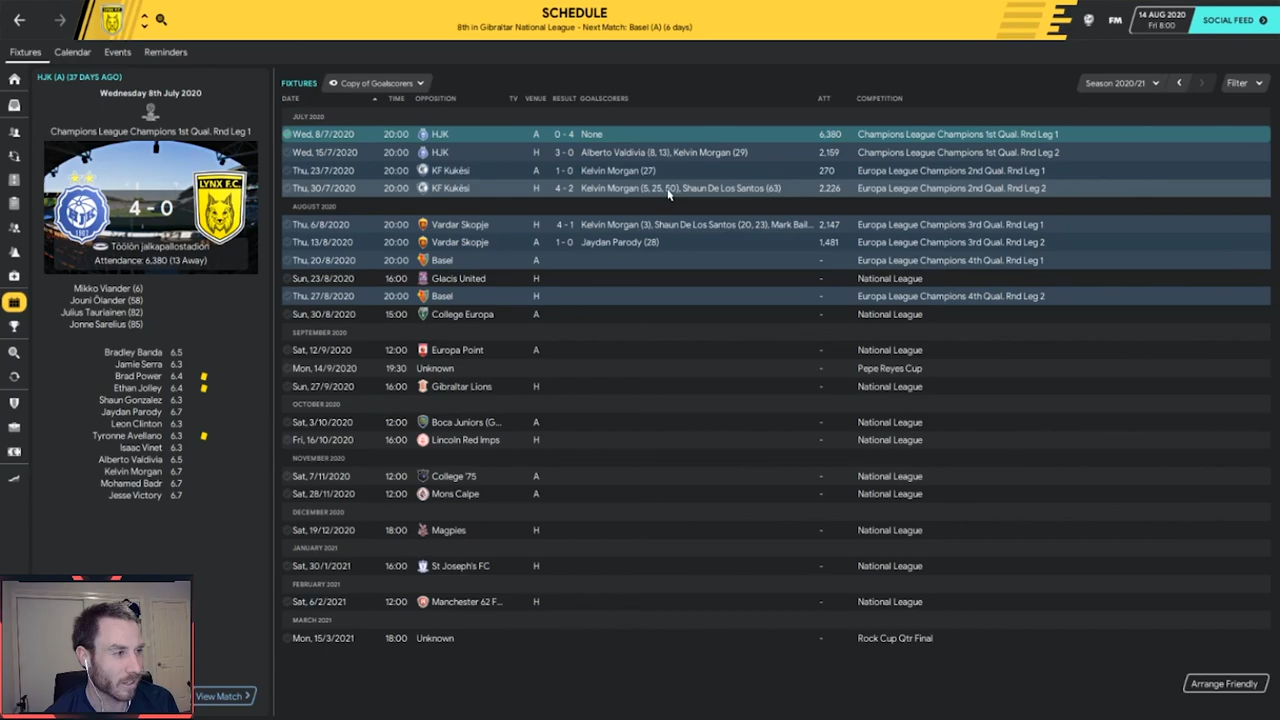 SCHEDULE
8th in Gibraltar National League - Next Match: Basel (A) (6 days)
FM
14 AUG 2020
Fri 8:00
SOCIAL FEED
Fixtures Calendar Events Reminders
HJK (A) (37 DAYS AGO)
Wednesday 8th July 2020
Champions League Champions 1st Qual. Rnd Leg 1
HJK
1907
4 - 0
LYNX F.C.
Töölön jalkapallostadion
Attendance: 6,380 (13 Away)
Mikko Viander (6)
Jouni Ölander (58)
Julius Tauriainen (82)
Jonne Sarelius (85)
Bradley Banda 6.5
Jamie Serra 6.3
Brad Power 6.4
Ethan Jolley 6.4
Shaun Gonzalez 6.3
Jaydan Parody 6.7
Leon Clinton 6.3
Tyronne Avellano 6.3
Isaac Vinet 6.3
Alberto Valdivia 6.5
Kelvin Morgan 6.7
Mohamed Badr 6.7
Jesse Victory 6.7
View Match
FIXTURES Copy of Goalscorers Season 2020/21 Filter
DATE TIME OPPOSITION TV VENUE RESULT GOALSCORERS ATT COMPETITION
JULY 2020
Wed, 8/7/2020 20:00 HJK A 0 - 4 None 6,380 Champions League Champions 1st Qual. Rnd Leg 1
Wed, 15/7/2020 20:00 HJK H 3 - 0 Alberto Valdivia (8, 13), Kelvin Morgan (29) 2,159 Champions League Champions 1st Qual. Rnd Leg 2
Thu, 23/7/2020 20:00 KF Kukësi A 1 - 0 Kelvin Morgan (27) Europa League Champions 2nd Qual. Rnd Leg 1
Thu, 30/7/2020 20:00 KF Kukësi H 4 - 2 Kelvin Morgan (5, 25, 50), Shaun De Los Santos (63) 2,226 Europa League Champions 2nd Qual. Rnd Leg 2
AUGUST 2020
Thu, 6/8/2020 20:00 Vardar Skopje H 4 - 1 Kelvin Morgan (3), Shaun De Los Santos (20, 23), Mark Bail... 2,147 Europa League Champions 3rd Qual. Rnd Leg 1
Thu, 13/8/2020 20:00 Vardar Skopje A 1 - 0 Jaydan Parody (28) 1,481 Europa League Champions 3rd Qual. Rnd Leg 2
Thu, 20/8/2020 20:00 Basel A - Europa League Champions 4th Qual. Rnd Leg 1
Sun, 23/8/2020 16:00 Glacis United H - National League
Thu, 27/8/2020 20:00 Basel H - Europa League Champions 4th Qual. Rnd Leg 2
Sun, 30/8/2020 15:00 College Europa A - National League
SEPTEMBER 2020
Sat, 12/9/2020 12:00 Europa Point A - National League
Mon, 14/9/2020 19:30 Unknown - Pepe Reyes Cup
Sun, 27/9/2020 16:00 Gibraltar Lions H - National League
OCTOBER 2020
Sat, 3/10/2020 12:00 Boca Juniors (G... A - National League
Fri, 16/10/2020 16:00 Lincoln Red Imps H - National League
NOVEMBER 2020
Sat, 7/11/2020 12:00 College '75 A - National League
Sat, 28/11/2020 12:00 Mons Calpe A - National League
DECEMBER 2020
Sat, 19/12/2020 18:00 Magpies H - National League
JANUARY 2021
Sat, 30/1/2021 16:00 St Joseph's FC H - National League
FEBRUARY 2021
Sat, 6/2/2021 12:00 Manchester 62 F... H - National League
MARCH 2021
Mon, 15/3/2021 18:00 Unknown - Rock Cup Qtr Final
Arrange Friendly